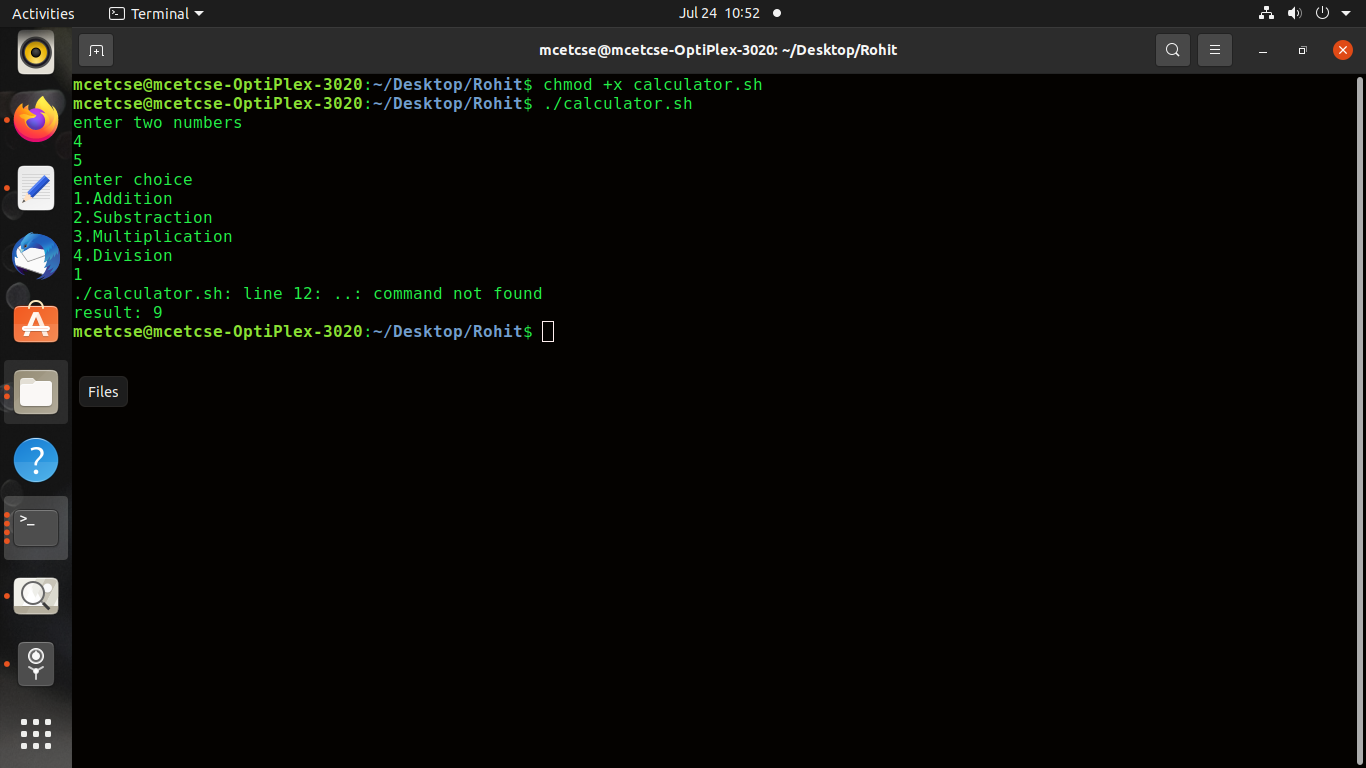 Activities
Terminal
Jul 24 10:52
mcetcse@mcetcse-OptiPlex-3020: ~/Desktop/Rohit
mcetcse@mcetcse-OptiPlex-3020:~/Desktop/Rohit$ chmod +x calculator.sh
mcetcse@mcetcse-OptiPlex-3020:~/Desktop/Rohit$ ./calculator.sh
enter two numbers
4
5
enter choice
1.Addition
2.Substraction
3.Multiplication
4.Division
1
./calculator.sh: line 12: ..: command not found
result: 9
mcetcse@mcetcse-OptiPlex-3020:~/Desktop/Rohit$
Files